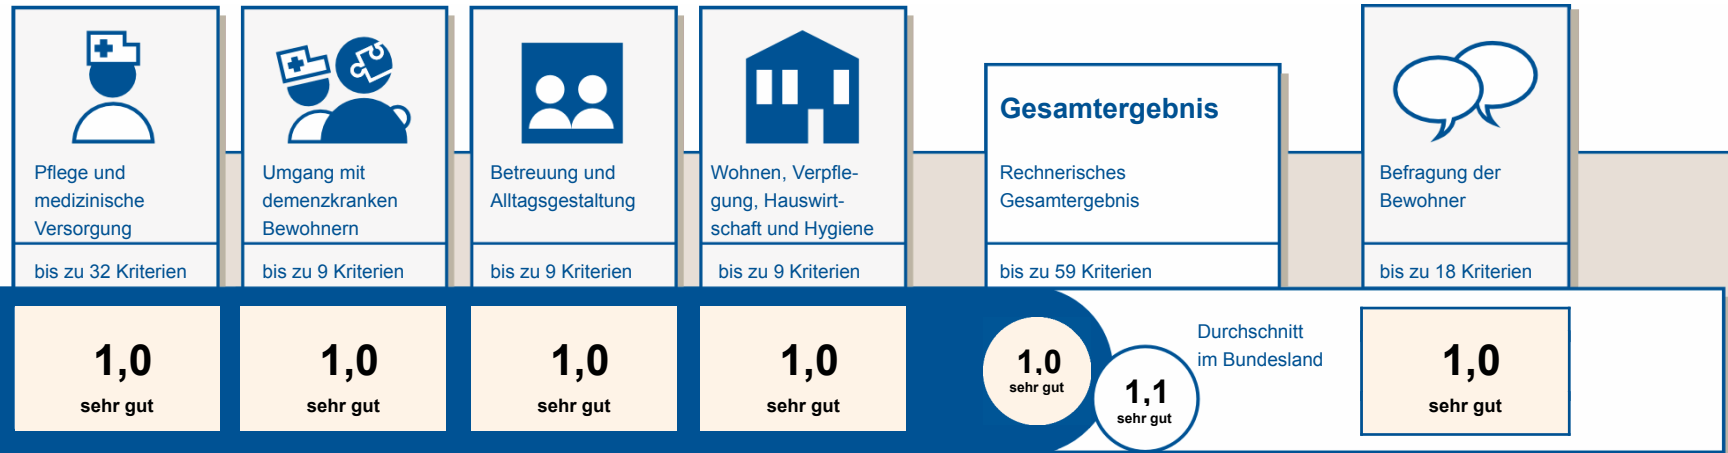 Pflege und
medizinische
Versorgung
bis zu 32 Kriterien
1,0
sehr gut
Umgang mit
demenzkranken
Bewohnern
bis zu 9 Kriterien
1,0
sehr gut
Betreuung und
Alltagsgestaltung
bis zu 9 Kriterien
1,0
sehr gut
Wohnen, Verpfle-
gung, Hauswirt-
schaft und Hygiene
bis zu 9 Kriterien
1,0
sehr gut
Gesamtergebnis
Rechnerisches
Gesamtergebnis
bis zu 59 Kriterien
1,0
sehr gut
1,1
sehr gut
Durchschnitt
im Bundesland
Befragung der
Bewohner
bis zu 18 Kriterien
1,0
sehr gut